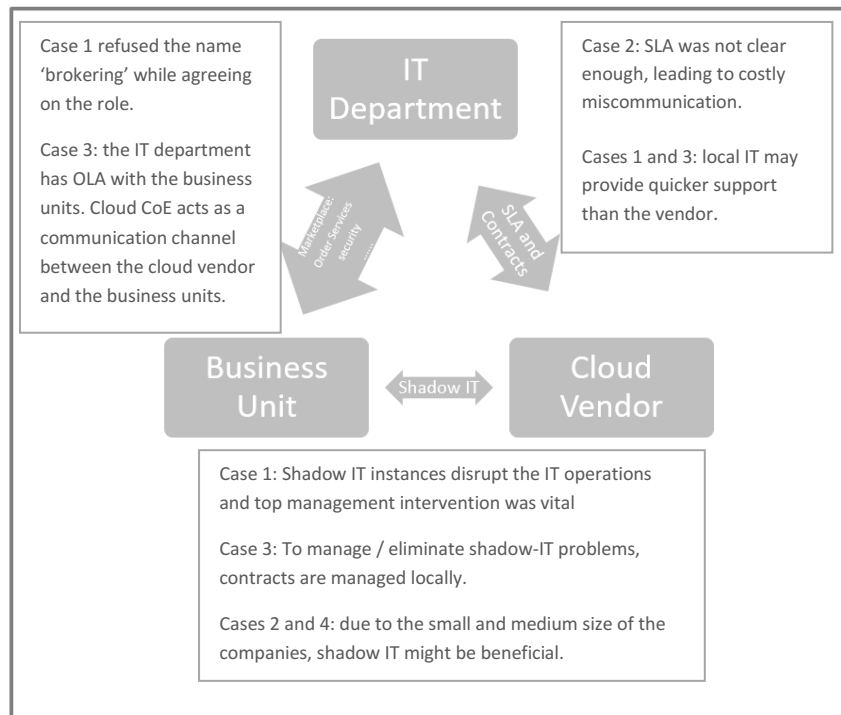 Case 1 refused the name
‘brokering’ while agreeing
on the role.
Case 3: the IT department
has OLA with the business
units. Cloud CoE acts as a
communication channel
between the cloud vendor
and the business units.
IT
Department
Case 2: SLA was not clear
enough, leading to costly
miscommunication.
Cases 1 and 3: local IT may
provide quicker support
than the vendor.
Marketplace:
Order Services
security
......
SLA and
Contracts
Business
Unit
Shadow IT
Cloud
Vendor
Case 1: Shadow IT instances disrupt the IT operations
and top management intervention was vital
Case 3: To manage / eliminate shadow-IT problems,
contracts are managed locally.
Cases 2 and 4: due to the small and medium size of the
companies, shadow IT might be beneficial.